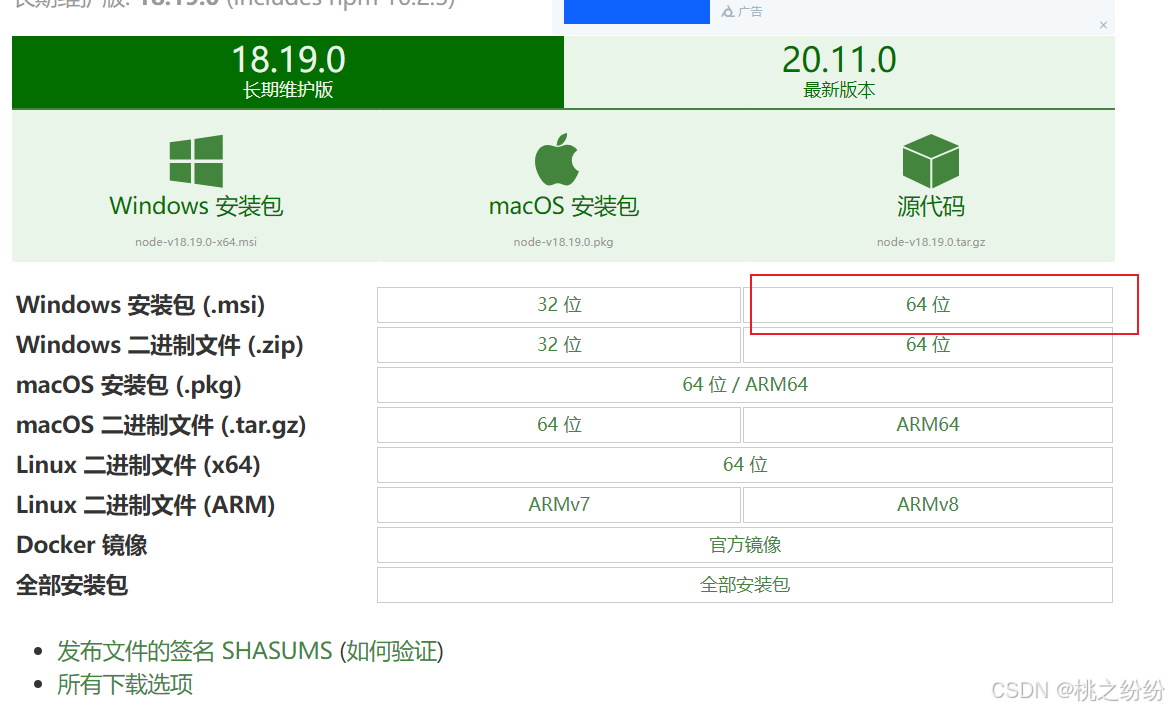 长期维护版: 18.19.0 (includes npm 10.2.3)
广告
18.19.0
长期维护版
20.11.0
最新版本
Windows 安装包
node-v18.19.0-x64.msi
macOS 安装包
node-v18.19.0.pkg
源代码
node-v18.19.0.tar.gz
Windows 安装包 (.msi) 32 位 64 位
Windows 二进制文件 (.zip) 32 位 64 位
macOS 安装包 (.pkg) 64 位 / ARM64
macOS 二进制文件 (.tar.gz) 64 位 ARM64
Linux 二进制文件 (x64) 64 位
Linux 二进制文件 (ARM) ARMv7 ARMv8
Docker 镜像 官方镜像
全部安装包 全部安装包
发布文件的签名 SHASUMS (如何验证)
所有下载选项
CSDN @桃之纷纷